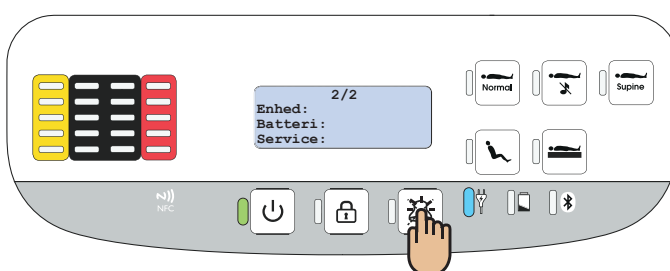 2/2
Enhed:
Batteri:
Service:
Normal
Supine
NFC